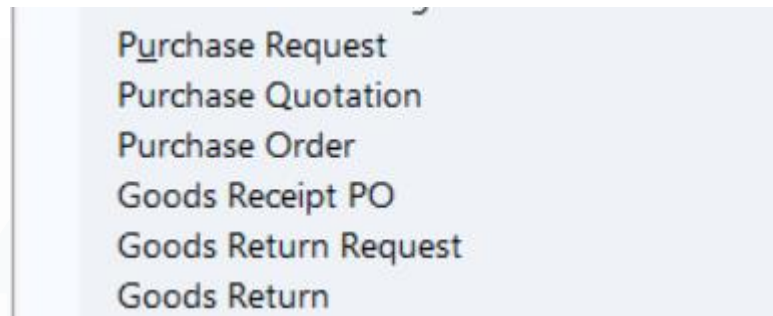 Purchase Request
Purchase Quotation
Purchase Order
Goods Receipt PO
Goods Return Request
Goods Return